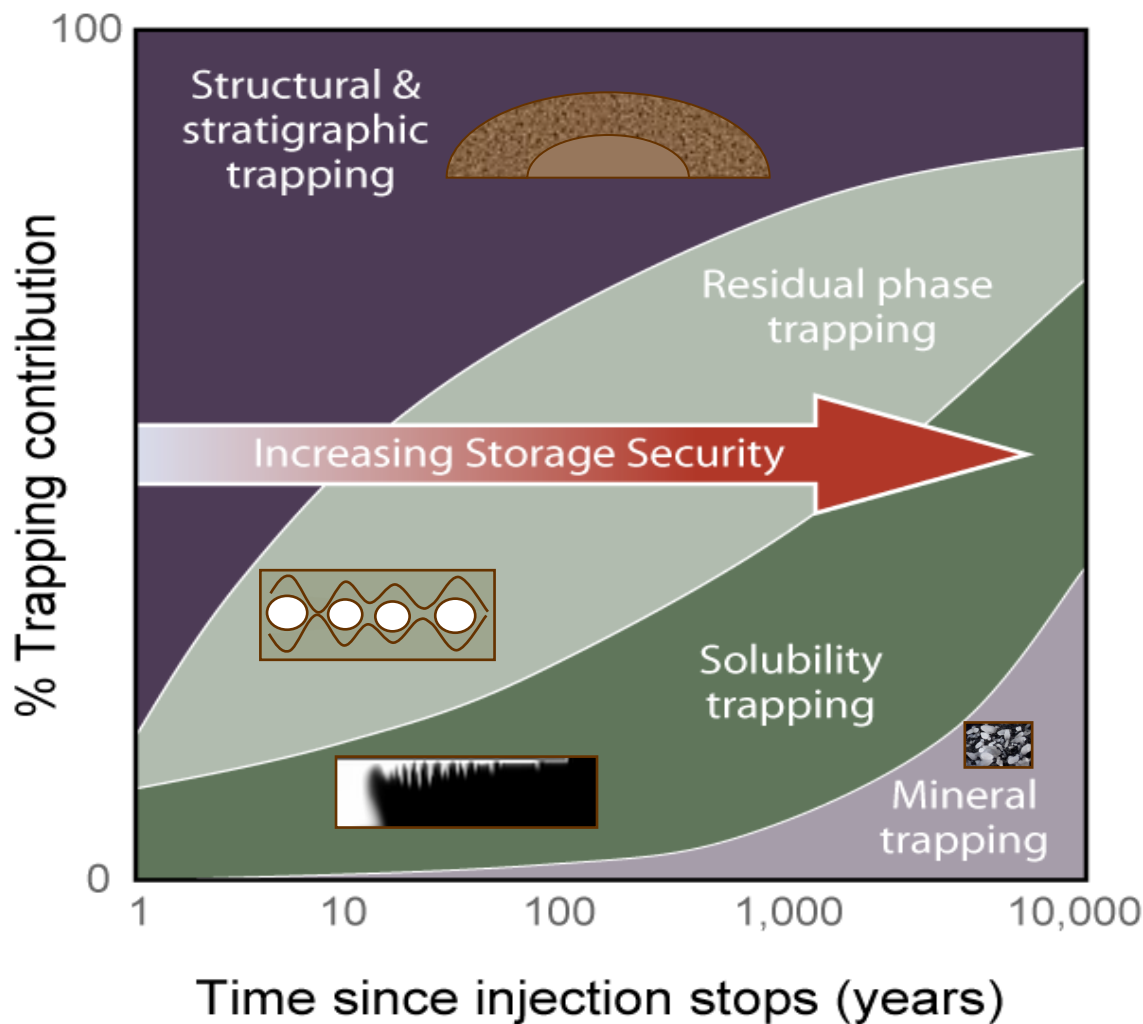 100
Structural &
stratigraphic
trapping
Residual phase
trapping
Increasing Storage Security
Solubility
trapping
Mineral
trapping
% Trapping contribution
0
1 10 100 1,000 10,000
Time since injection stops (years)